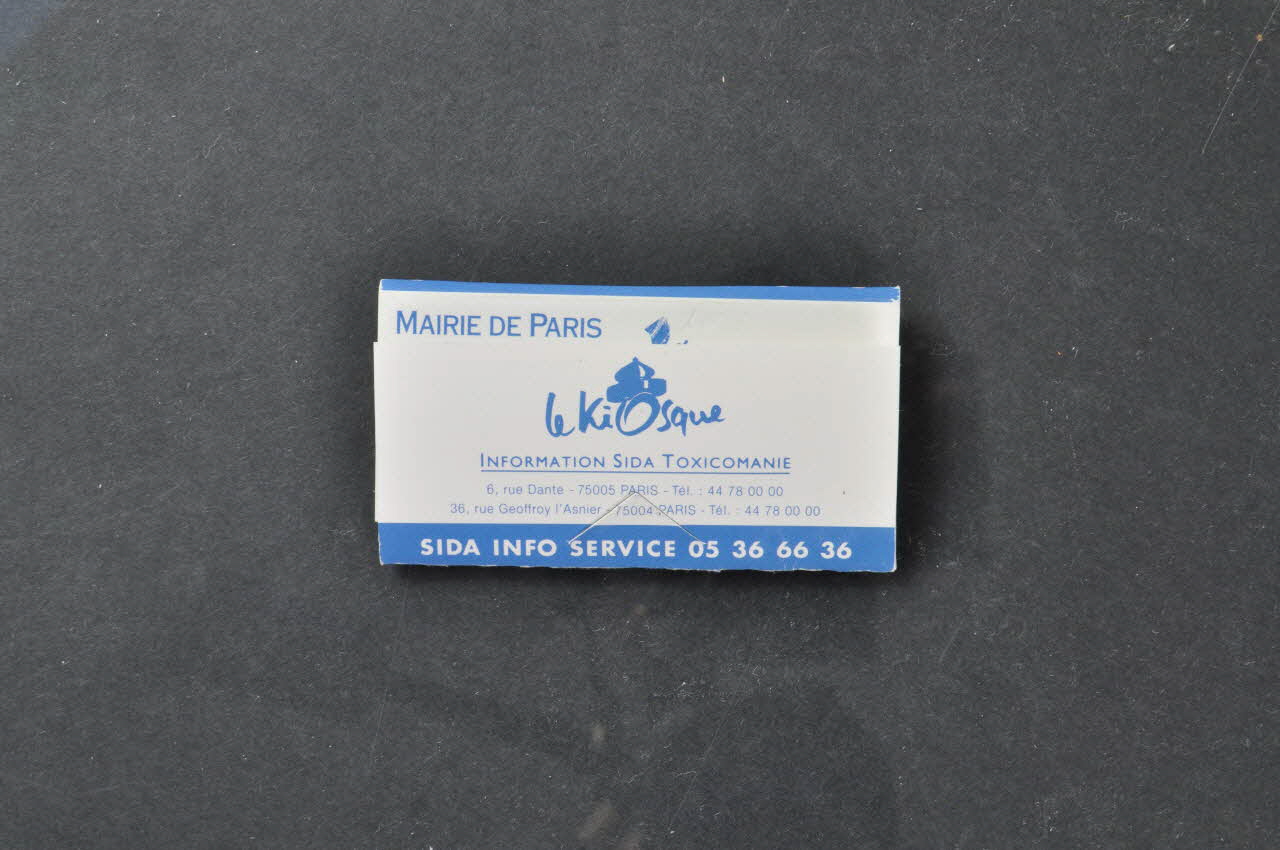 MAIRIE DE PARIS
le Kiosque
INFORMATION SIDA TOXICOMANIE
6, rue Dante - 75005 PARIS - Tél. : 44 78 00 00
36, rue Geoffroy l'Asnier - 75004 PARIS - Tél. : 44 78 00 00
SIDA INFO SERVICE 05 36 66 36